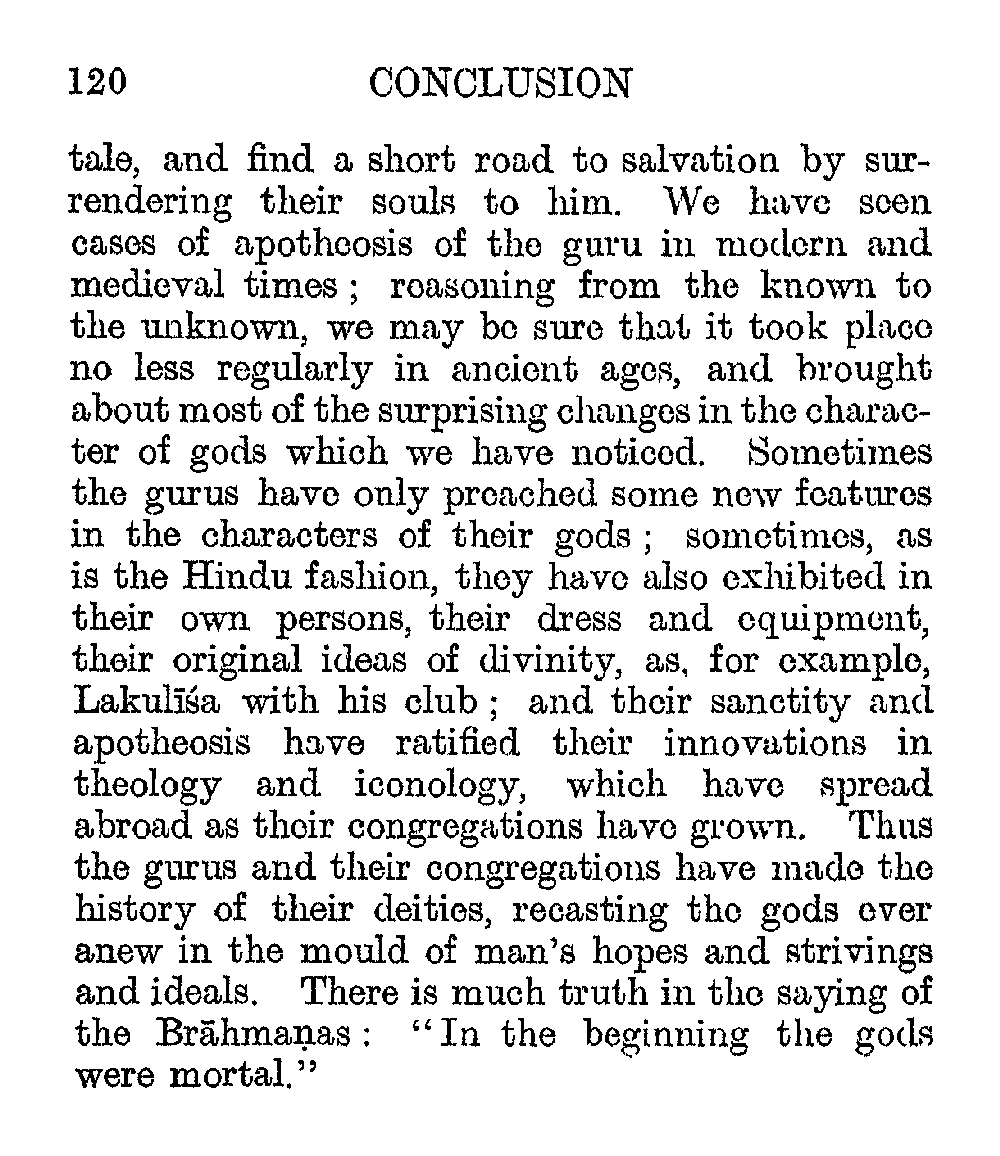 120 CONCLUSION
tale, and find a short road to salvation by sur-
rendering their souls to him. We have seen
cases of apotheosis of the guru in modern and
medieval times ; reasoning from the known to
the unknown, we may be sure that it took place
no less regularly in ancient ages, and brought
about most of the surprising changes in the charac-
ter of gods which we have noticed. Sometimes
the gurus have only preached some new features
in the characters of their gods ; sometimes, as
is the Hindu fashion, they have also exhibited in
their own persons, their dress and equipment,
their original ideas of divinity, as, for example,
Lakulīśa with his club ; and their sanctity and
apotheosis have ratified their innovations in
theology and iconology, which have spread
abroad as their congregations have grown. Thus
the gurus and their congregations have made the
history of their deities, recasting the gods ever
anew in the mould of man's hopes and strivings
and ideals. There is much truth in the saying of
the Brāhmaṇas : "In the beginning the gods
were mortal."